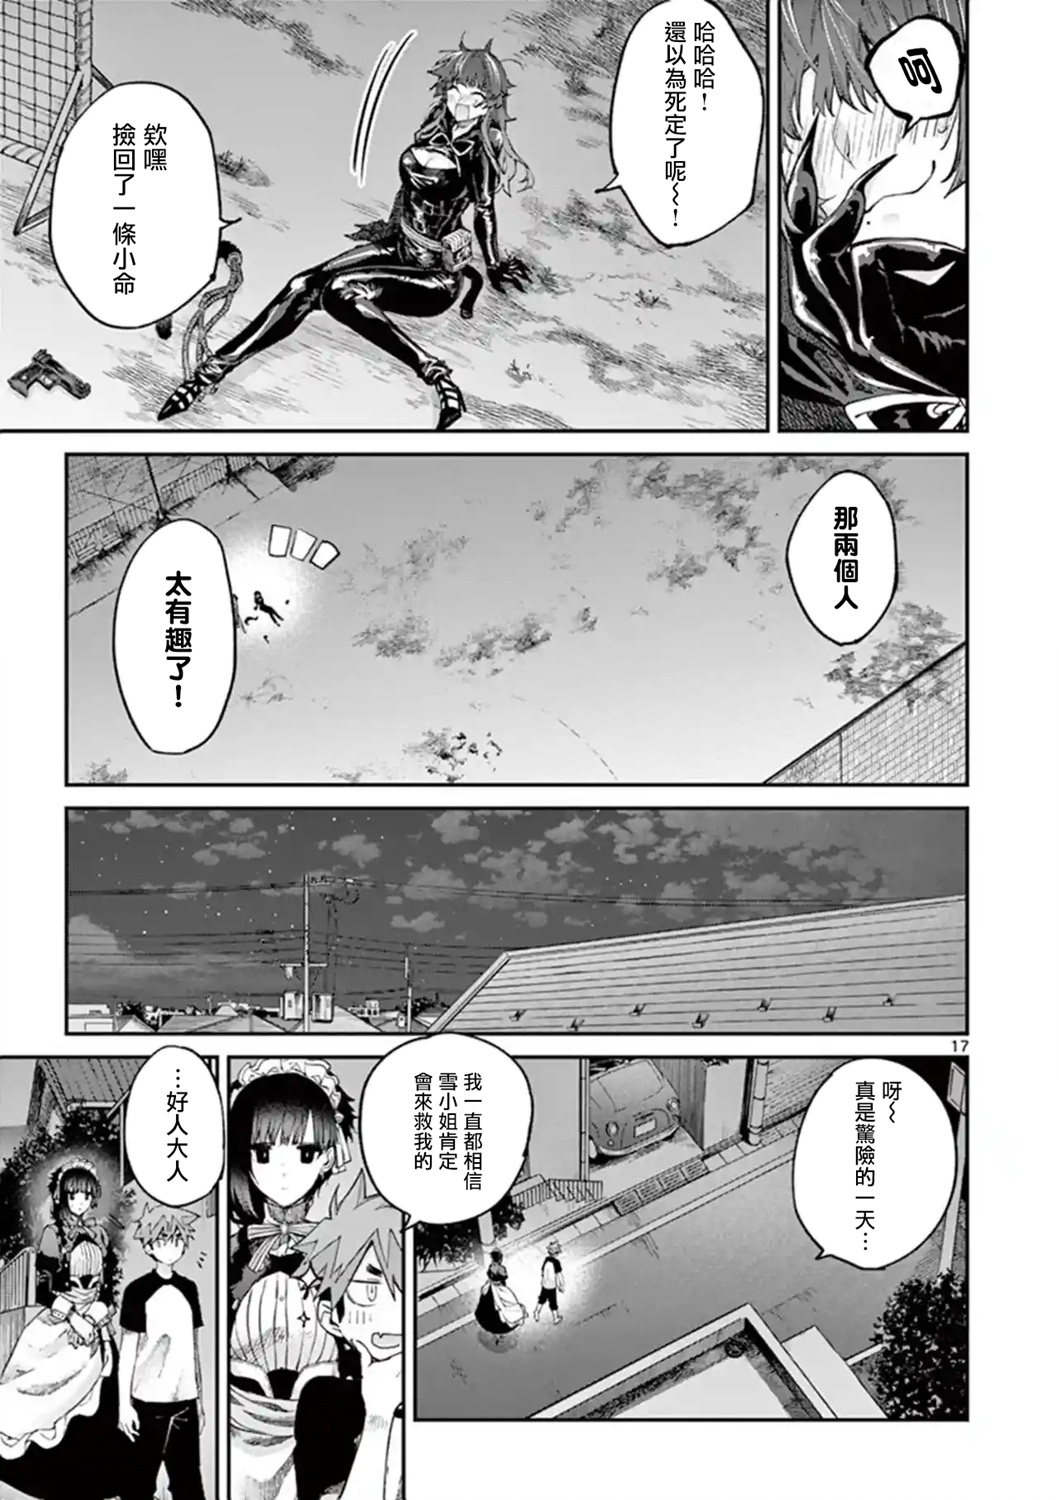 呵
哈哈哈！
還以為死定了呢～！
欸嘿
撿回了一條小命
那兩個人
太有趣了！
17
呀～
真是驚險的一天…
我一直都相信
雪小姐肯定
會來救我的
…好人大人